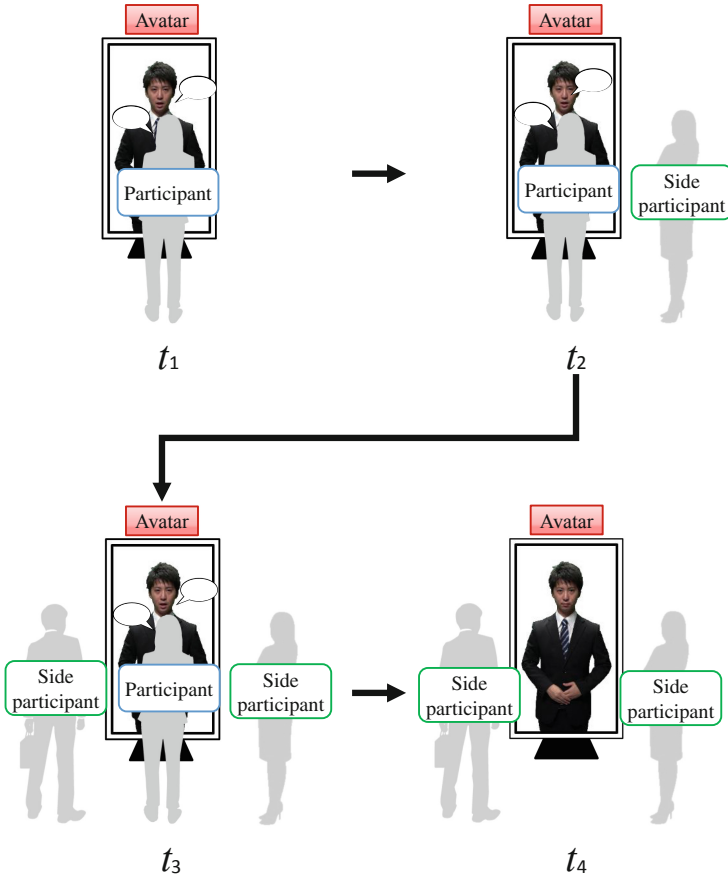 Avatar
Avatar
Participant
Participant
Side
participant
t1
t2
Avatar
Avatar
Side
participant
Participant
Side
participant
Side
participant
Side
participant
t3
t4